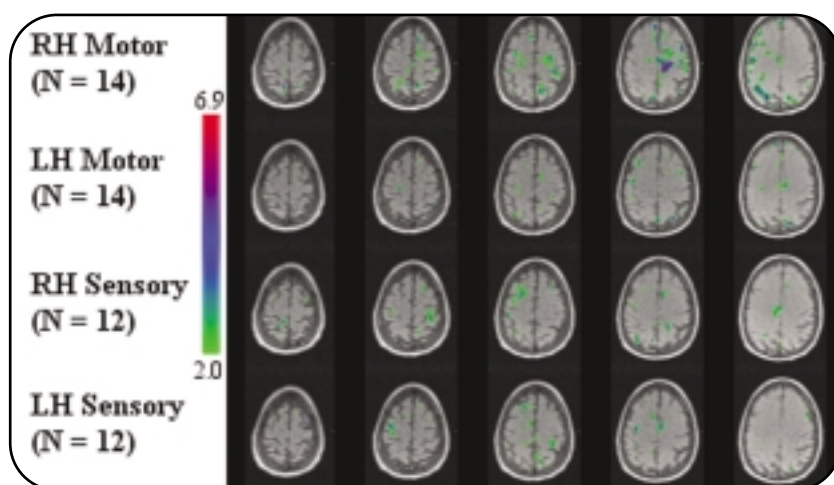 RH Motor
(N = 14)
6.9
LH Motor
(N = 14)
RH Sensory
(N = 12)
2.0
LH Sensory
(N = 12)